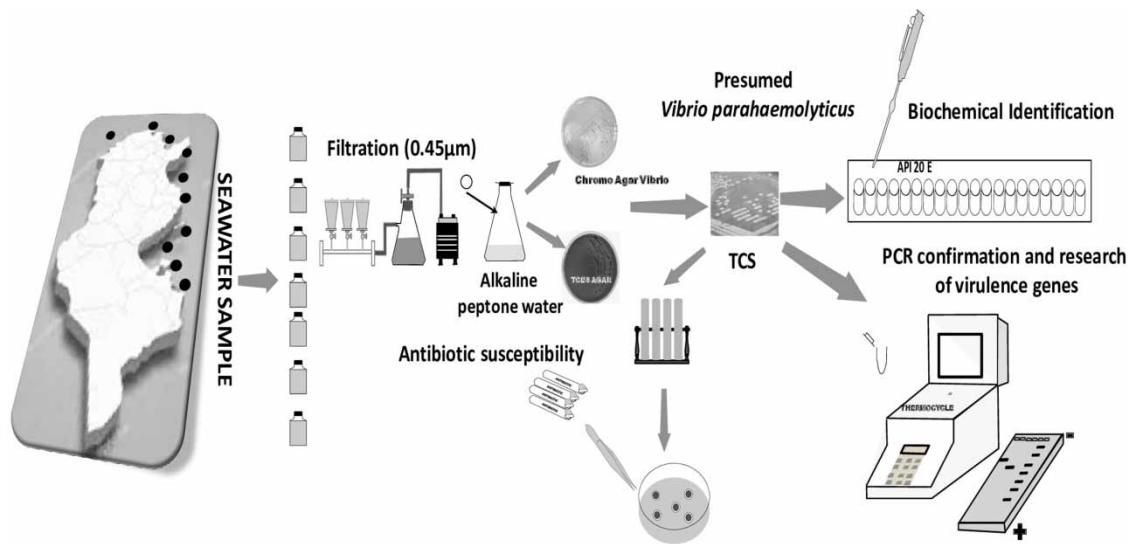 SEAWATER SAMPLE
Filtration (0.45µm)
Alkaline
peptone water
Chromo Agar Vibrio
TCBS AGAR
Presumed
Vibrio parahaemolyticus
TCS
Biochemical Identification
API 20 E
PCR confirmation and research
of virulence genes
THERMOCYCLE
-
+
Antibiotic susceptibility